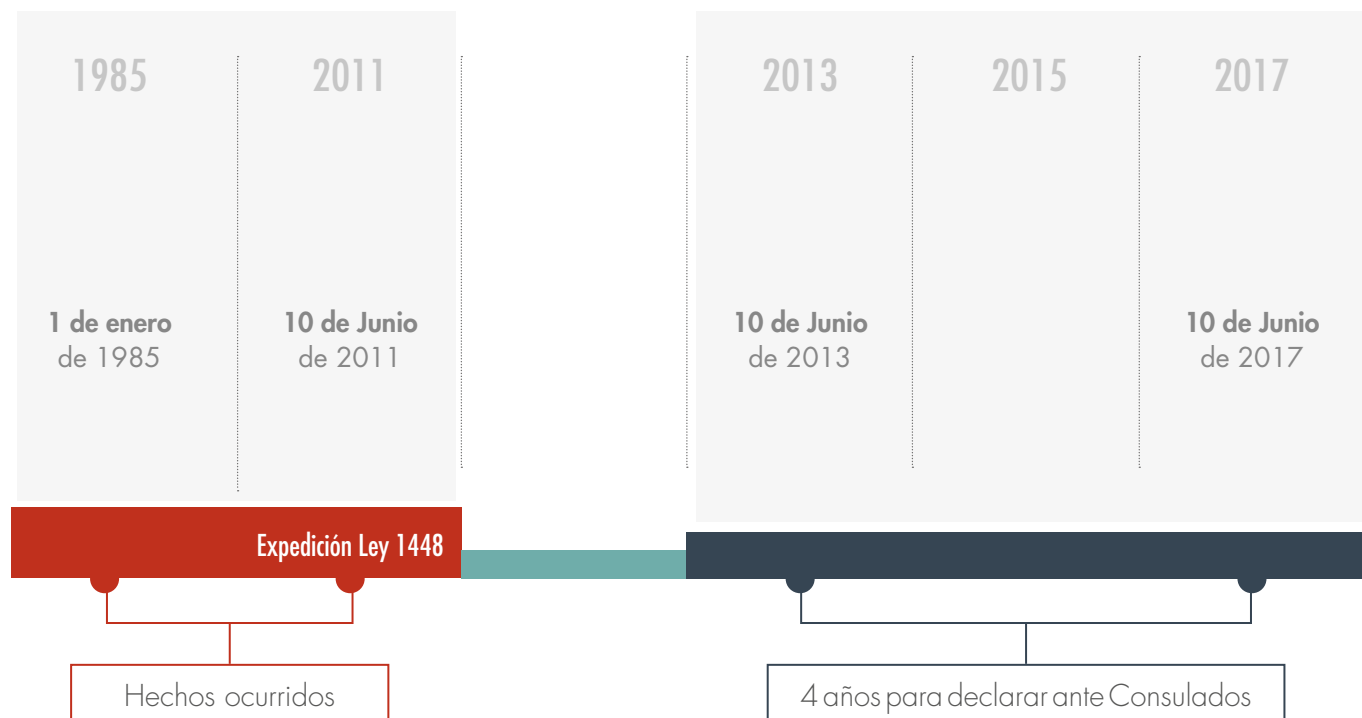 1985
2011
2013
2015
2017
1 de enero
de 1985
10 de Junio
de 2011
10 de Junio
de 2013
10 de Junio
de 2017
Expedición Ley 1448
Hechos ocurridos
4 años para declarar ante Consulados